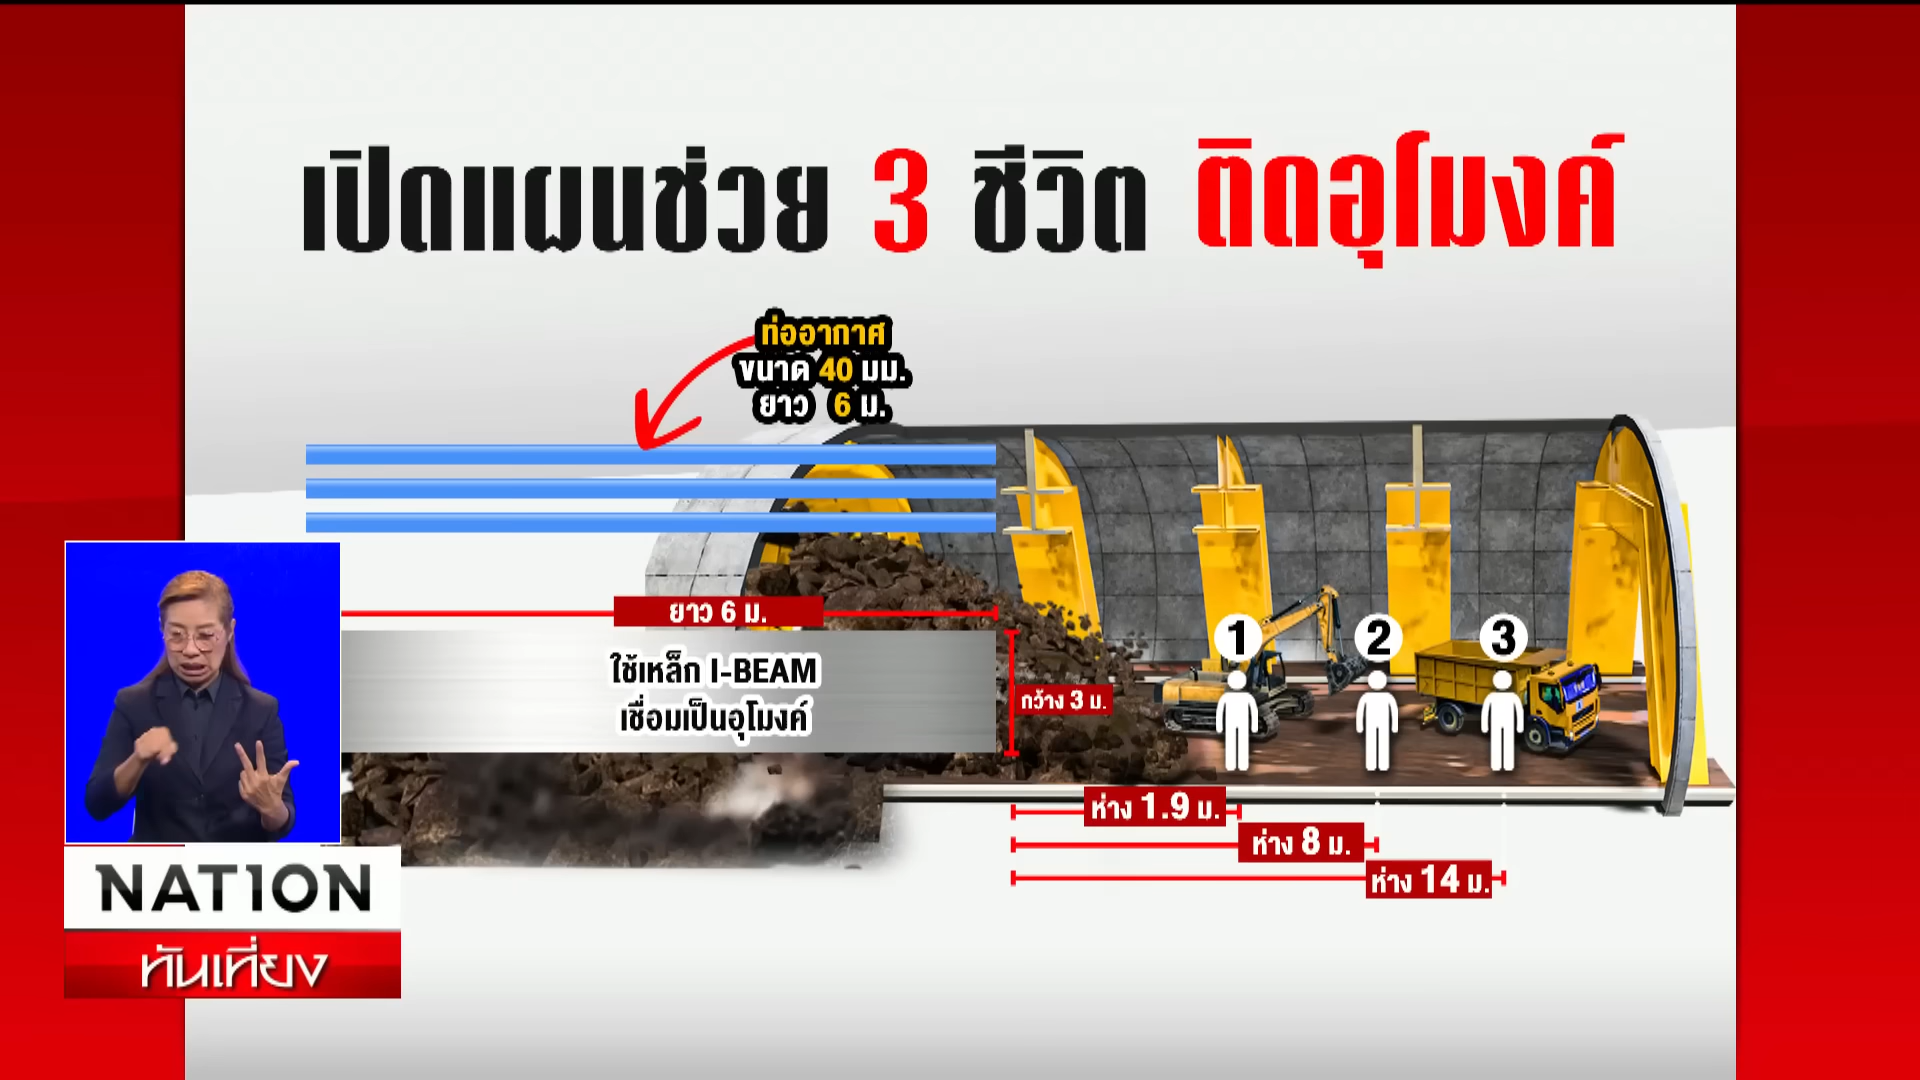 เปิดแผนช่วย 3 ชีวิต ติดอุโมงค์
ท่ออากาศ
ขนาด 40 มม.
ยาว 6 ม.
ยาว 6 ม.
ใช้เหล็ก I-BEAM
เชื่อมเป็นอุโมงค์
กว้าง 3 ม.
1
2
3
ห่าง 1.9 ม.
ห่าง 8 ม.
ห่าง 14 ม.
NATION
ทันเที่ยง